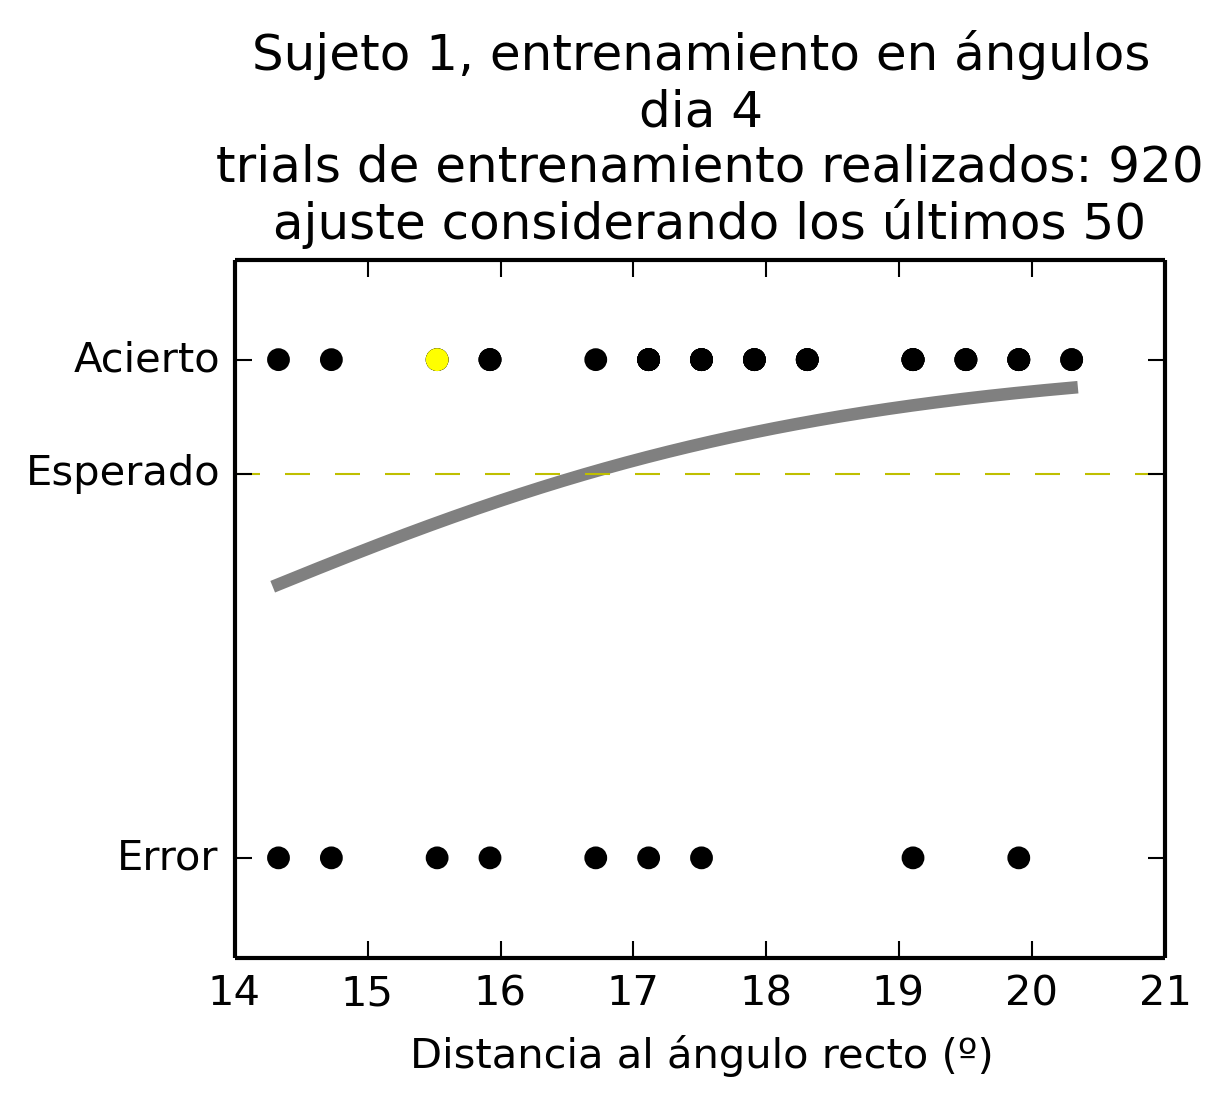 Sujeto 1, entrenamiento en ángulos
dia 4
trials de entrenamiento realizados: 920
ajuste considerando los últimos 50
Acierto
Esperado
Error
14 15 16 17 18 19 20 21
Distancia al ángulo recto (º)